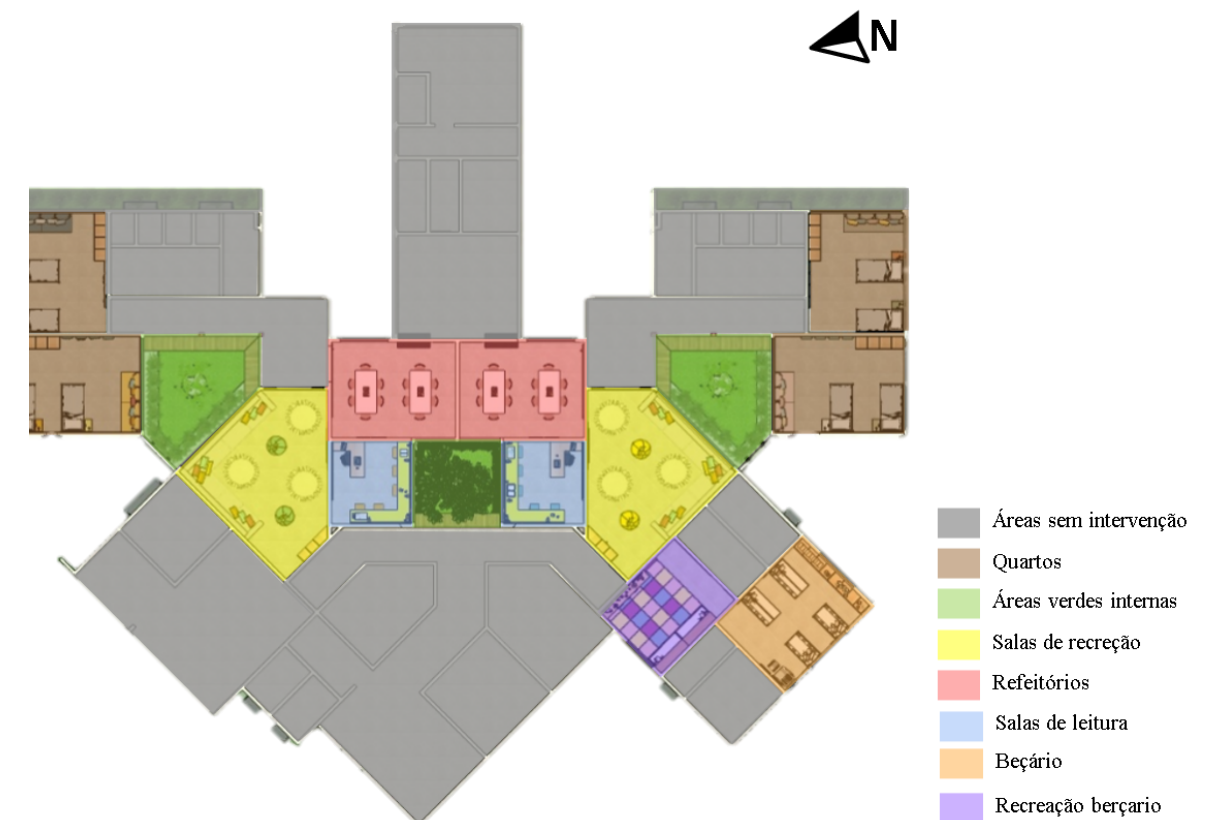 N
Áreas sem intervenção
Quartos
Áreas verdes internas
Salas de recreção
Refeitórios
Salas de leitura
Beçário
Recreação berçario